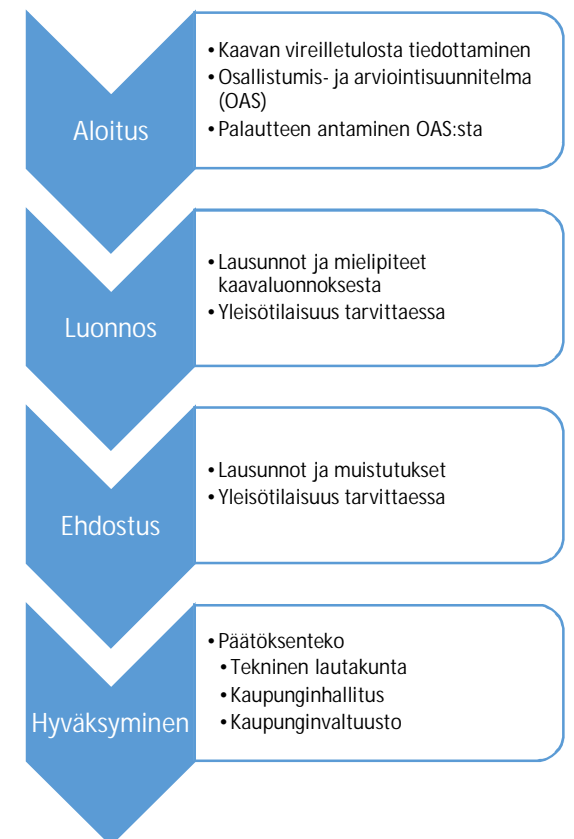 Aloitus
• Kaavan vireilletulosta tiedottaminen
• Osallistumis- ja arviointisuunnitelma
(OAS)
• Palautteen antaminen OAS:sta
Luonnos
• Lausunnot ja mielipiteet
kaavaluonnoksesta
• Yleisötilaisuus tarvittaessa
Ehdostus
• Lausunnot ja muistutukset
• Yleisötilaisuus tarvittaessa
Hyväksyminen
• Päätöksenteko
• Tekninen lautakunta
• Kaupunginhallitus
• Kaupunginvaltuusto